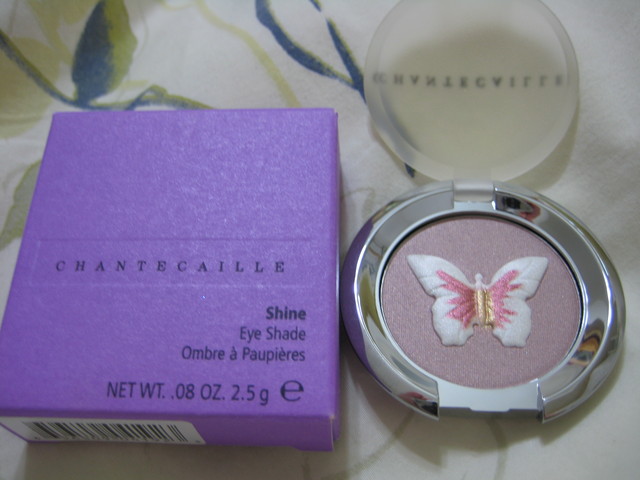 CHANTECAILLE
Shine
Eye Shade
Ombre à Paupières
NET WT. .08 OZ. 2.5 g ℮
CHANTECAILLE